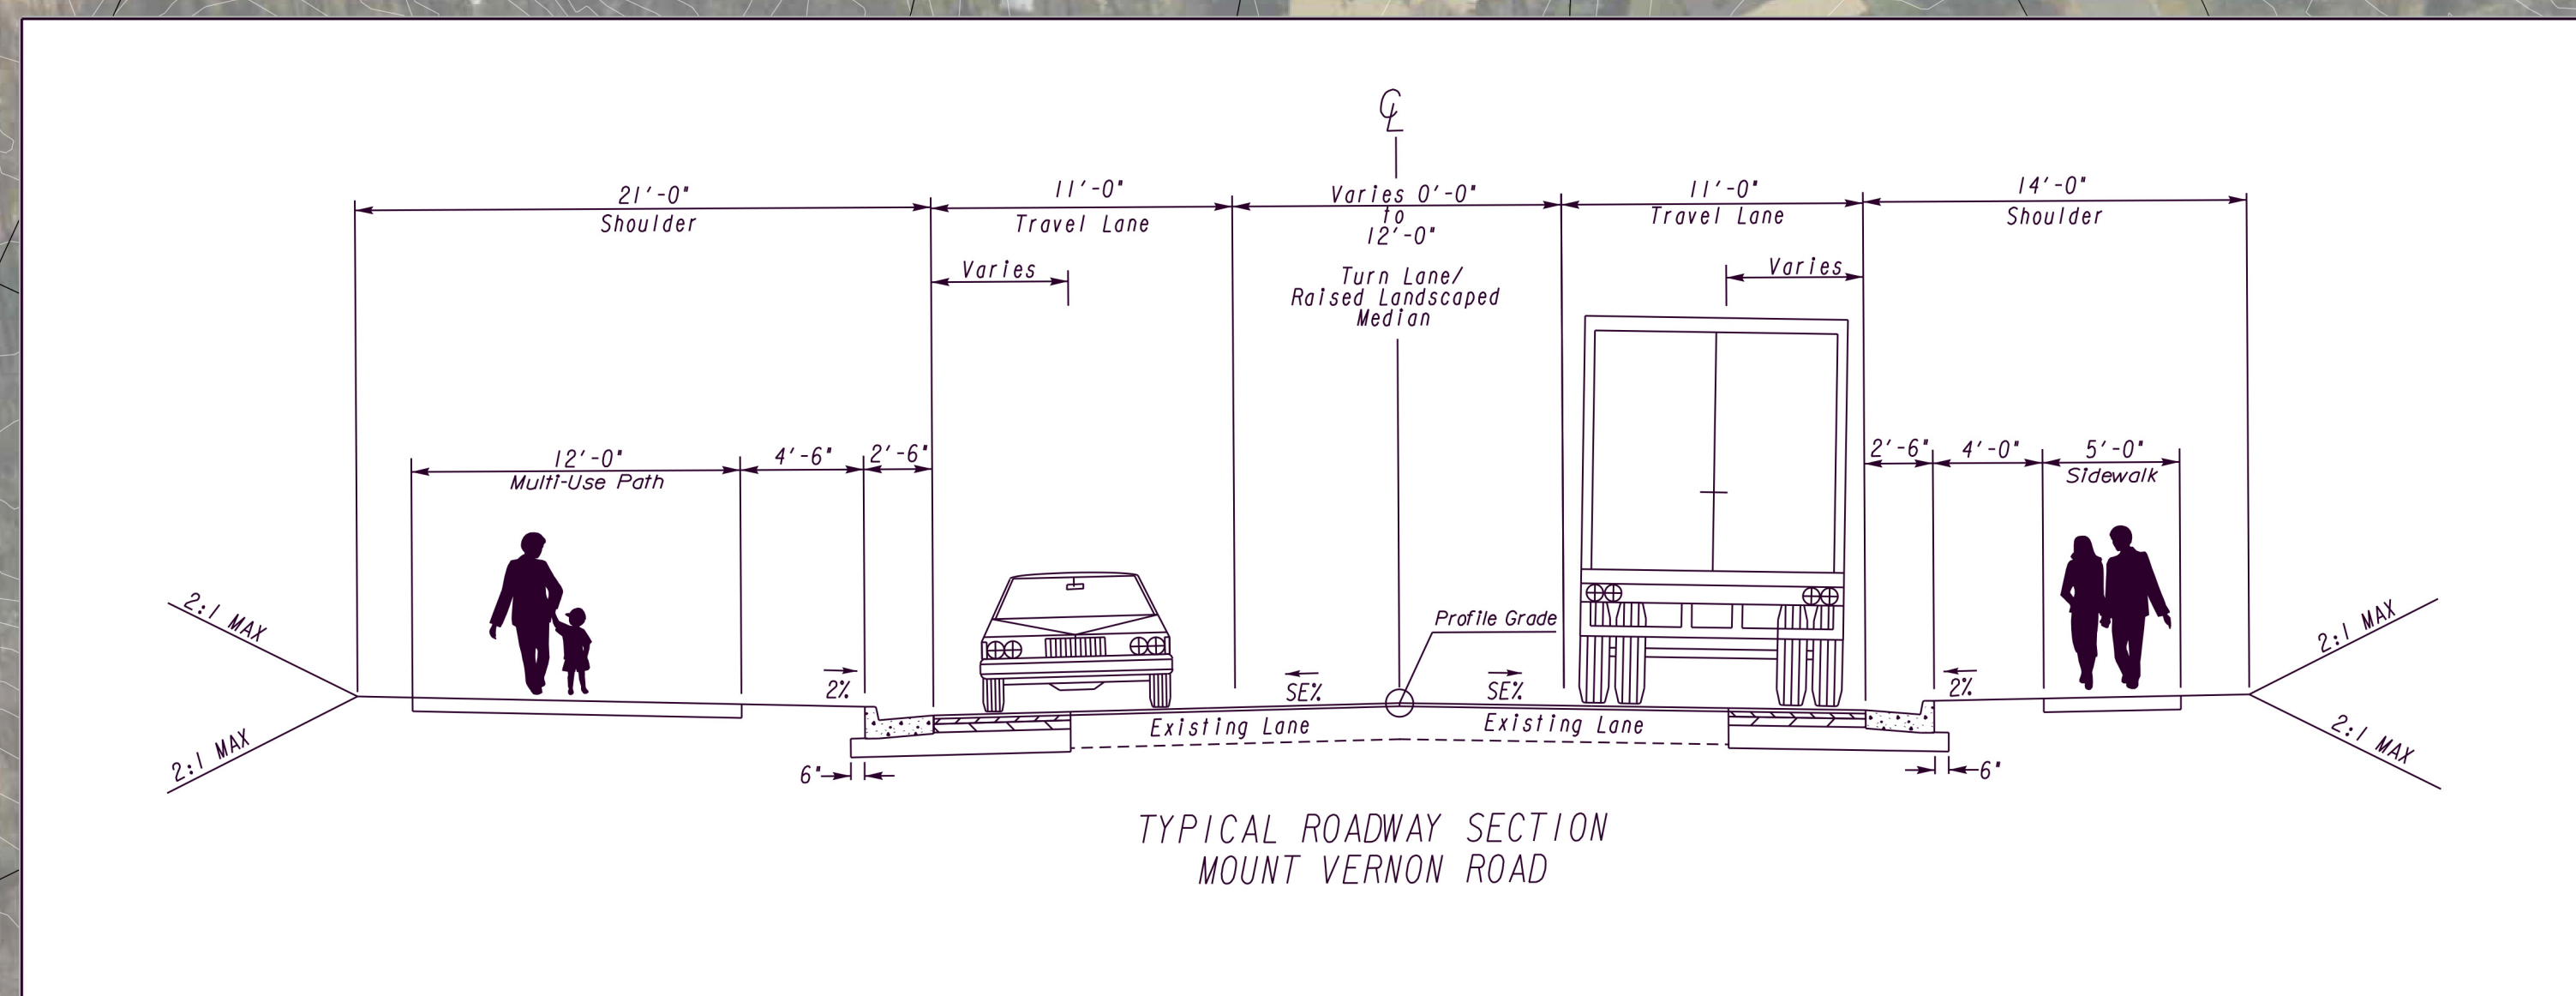 ℄
21'-0"
Shoulder
11'-0"
Travel Lane
Varies 0'-0"
to
12'-0"
11'-0"
Travel Lane
14'-0"
Shoulder
Varies
Turn Lane/
Raised Landscaped
Median
Varies
12'-0"
Multi-Use Path
4'-6"
2'-6"
2'-6"
4'-0"
5'-0"
Sidewalk
2:1 MAX
2:1 MAX
2%
SE%
Profile Grade
SE%
2%
2:1 MAX
2:1 MAX
Existing Lane
Existing Lane
6"
6"
TYPICAL ROADWAY SECTION
MOUNT VERNON ROAD